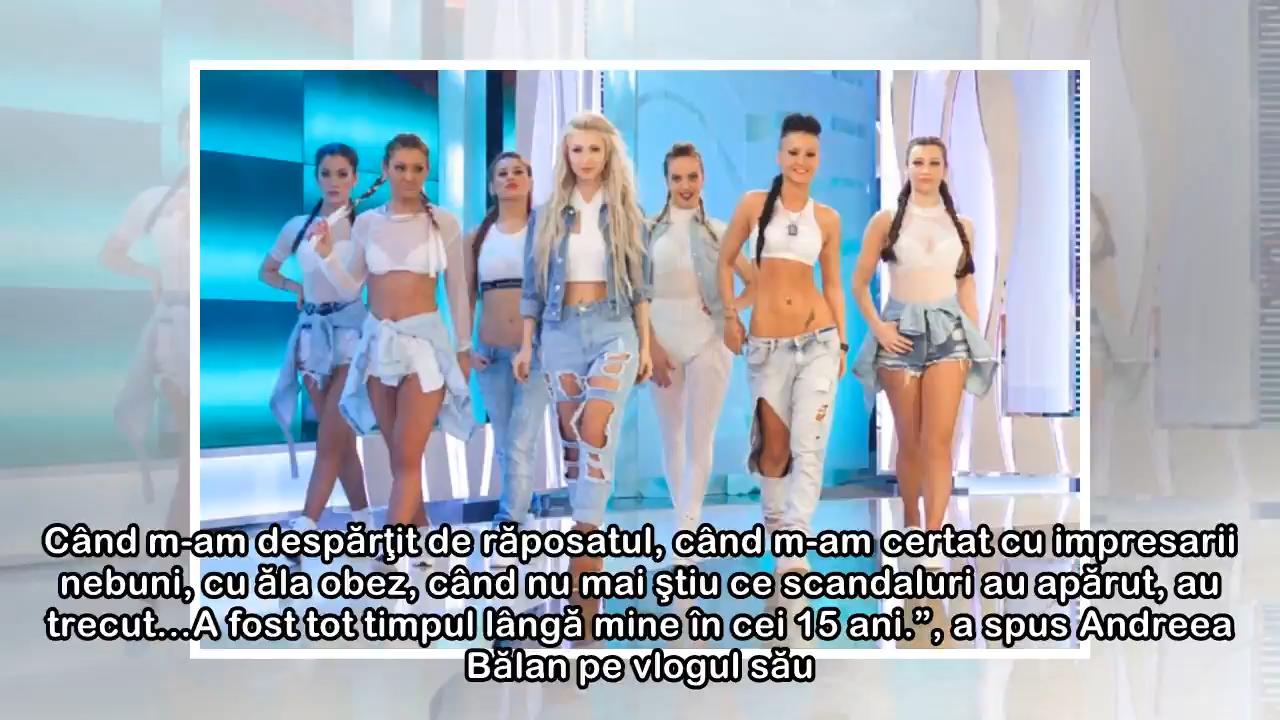 Când m-am despărţit de răposatul, când m-am certat cu impresarii
nebuni, cu ăla obez, când nu mai ştiu ce scandaluri au apărut, au
trecut...A fost tot timpul lângă mine în cei 15 ani.”, a spus Andreea
Bălan pe vlogul său